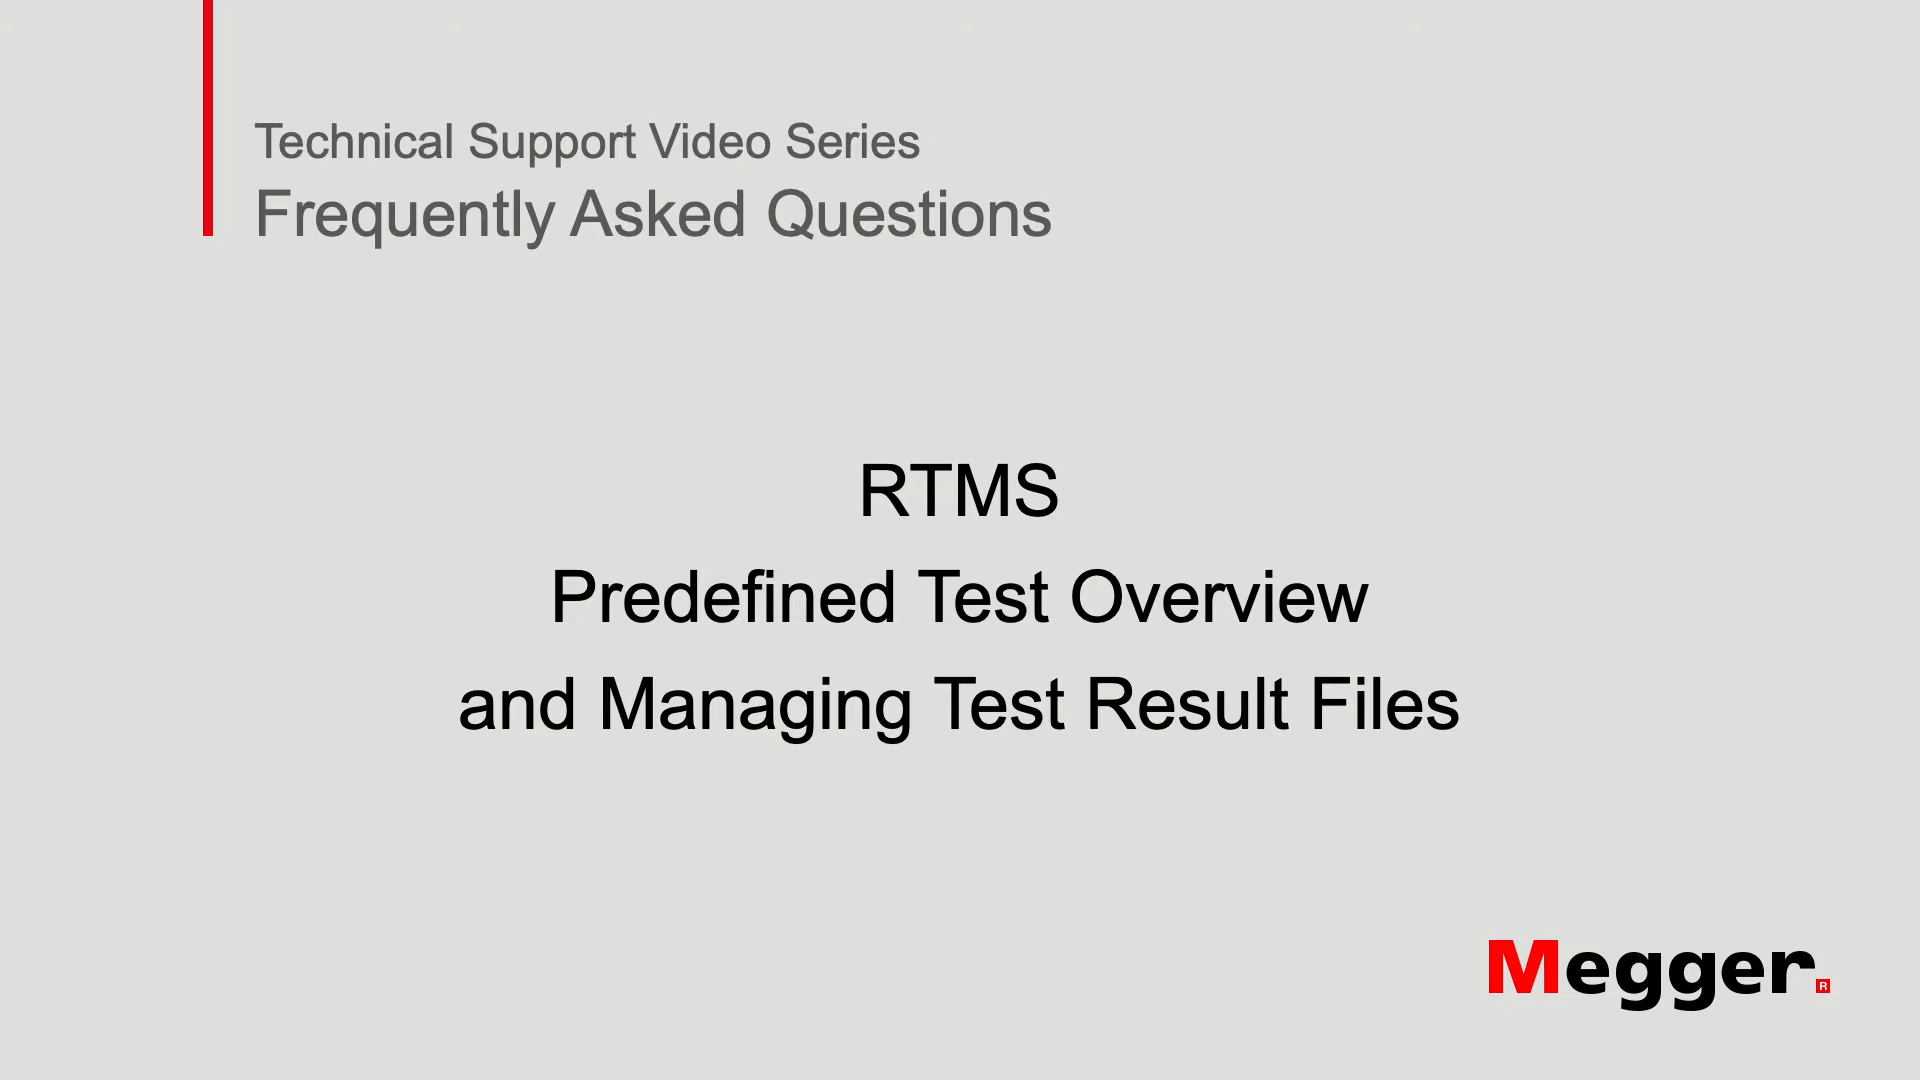 Technical Support Video Series
Frequently Asked Questions
RTMS
Predefined Test Overview
and Managing Test Result Files
Megger®